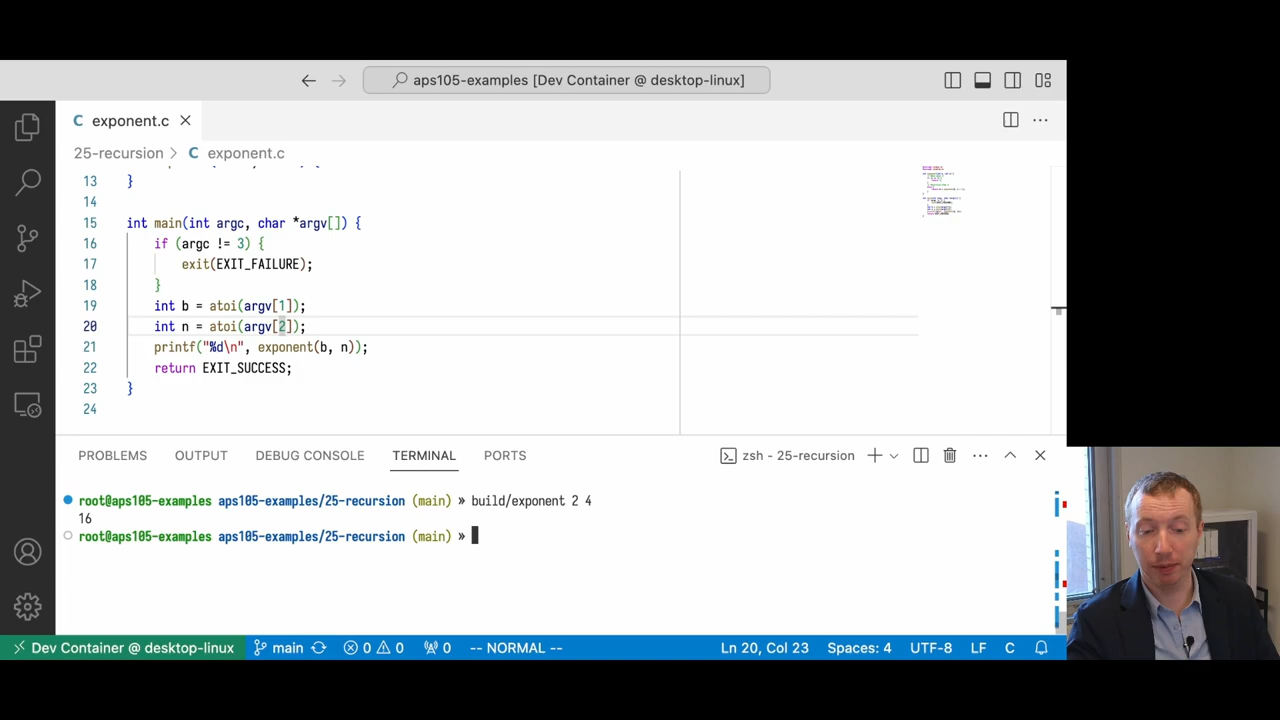 aps105-examples [Dev Container @ desktop-linux]
C exponent.c
25-recursion > C exponent.c
13 }
14
15 int main(int argc, char *argv[]) {
16 if (argc != 3) {
17 exit(EXIT_FAILURE);
18 }
19 int b = atoi(argv[1]);
20 int n = atoi(argv[2]);
21 printf("%d\n", exponent(b, n));
22 return EXIT_SUCCESS;
23 }
24
PROBLEMS OUTPUT DEBUG CONSOLE TERMINAL PORTS zsh - 25-recursion
root@aps105-examples aps105-examples/25-recursion (main) » build/exponent 2 4
16
root@aps105-examples aps105-examples/25-recursion (main) »
Dev Container @ desktop-linux main 0 0 0 -- NORMAL -- Ln 20, Col 23 Spaces: 4 UTF-8 LF C